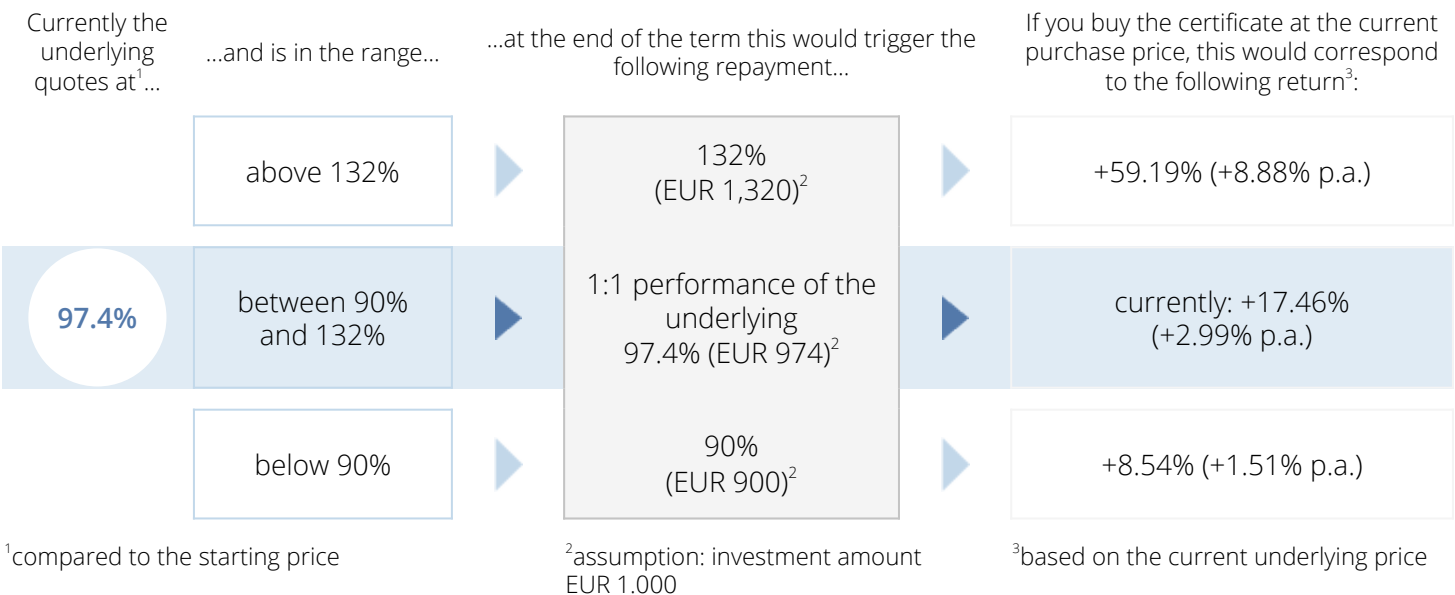 Currently the
underlying
quotes at¹...
...and is in the range...
...at the end of the term this would trigger the
following repayment...
If you buy the certificate at the current
purchase price, this would correspond
to the following return³:
above 132%
132%
(EUR 1,320)²
+59.19% (+8.88% p.a.)
97.4%
between 90%
and 132%
1:1 performance of the
underlying
97.4% (EUR 974)²
currently: +17.46%
(+2.99% p.a.)
below 90%
90%
(EUR 900)²
+8.54% (+1.51% p.a.)
¹compared to the starting price
²assumption: investment amount
EUR 1.000
³based on the current underlying price